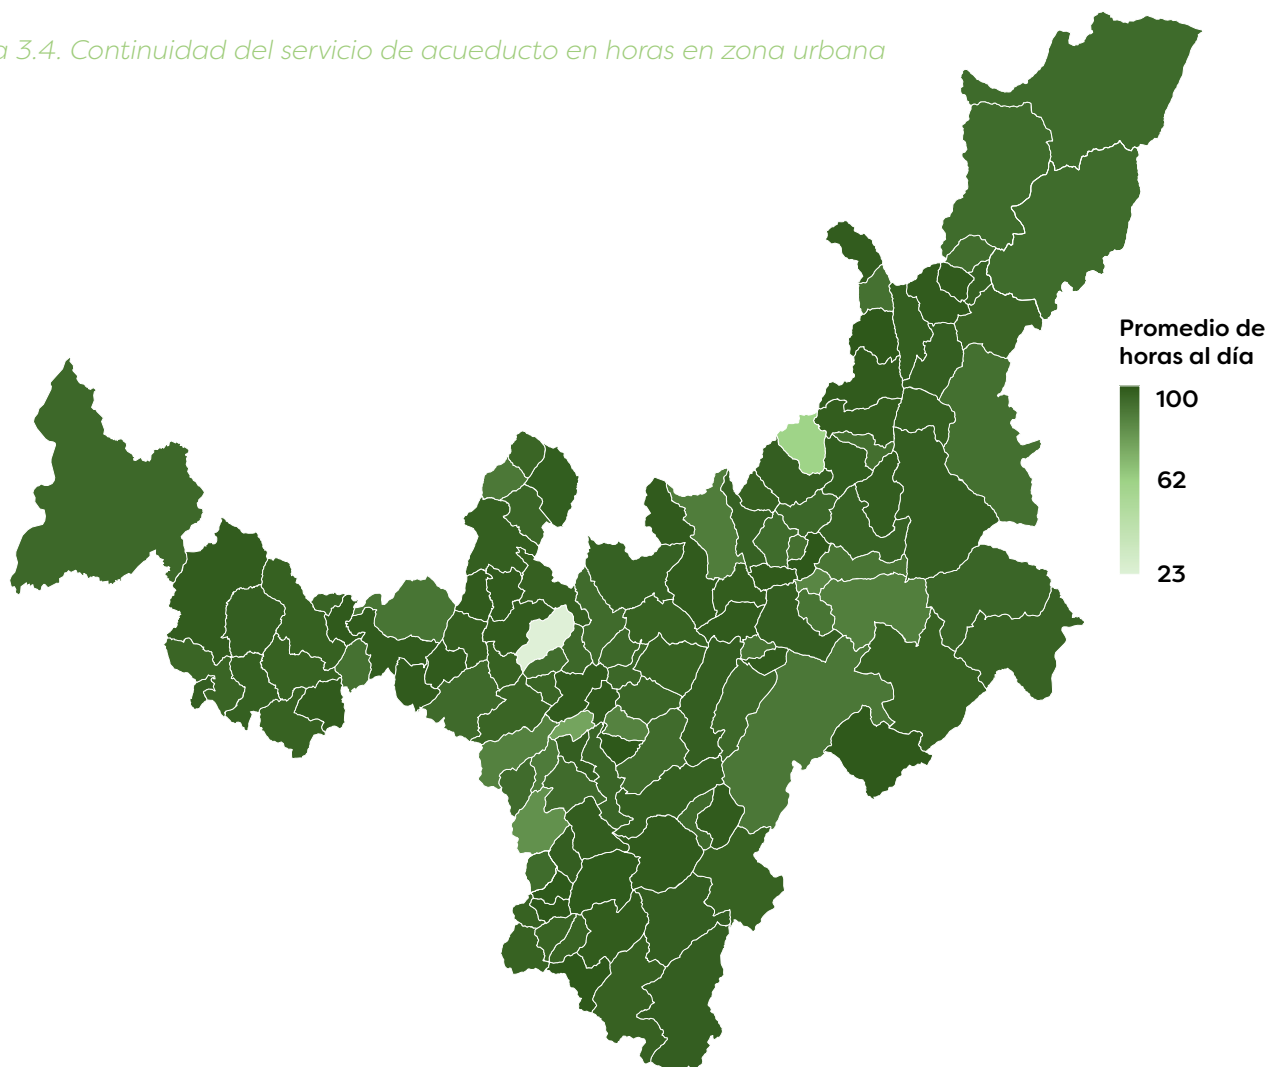 a 3.4. Continuidad del servicio de acueducto en horas en zona urbana
Promedio de
horas al día
100
62
23